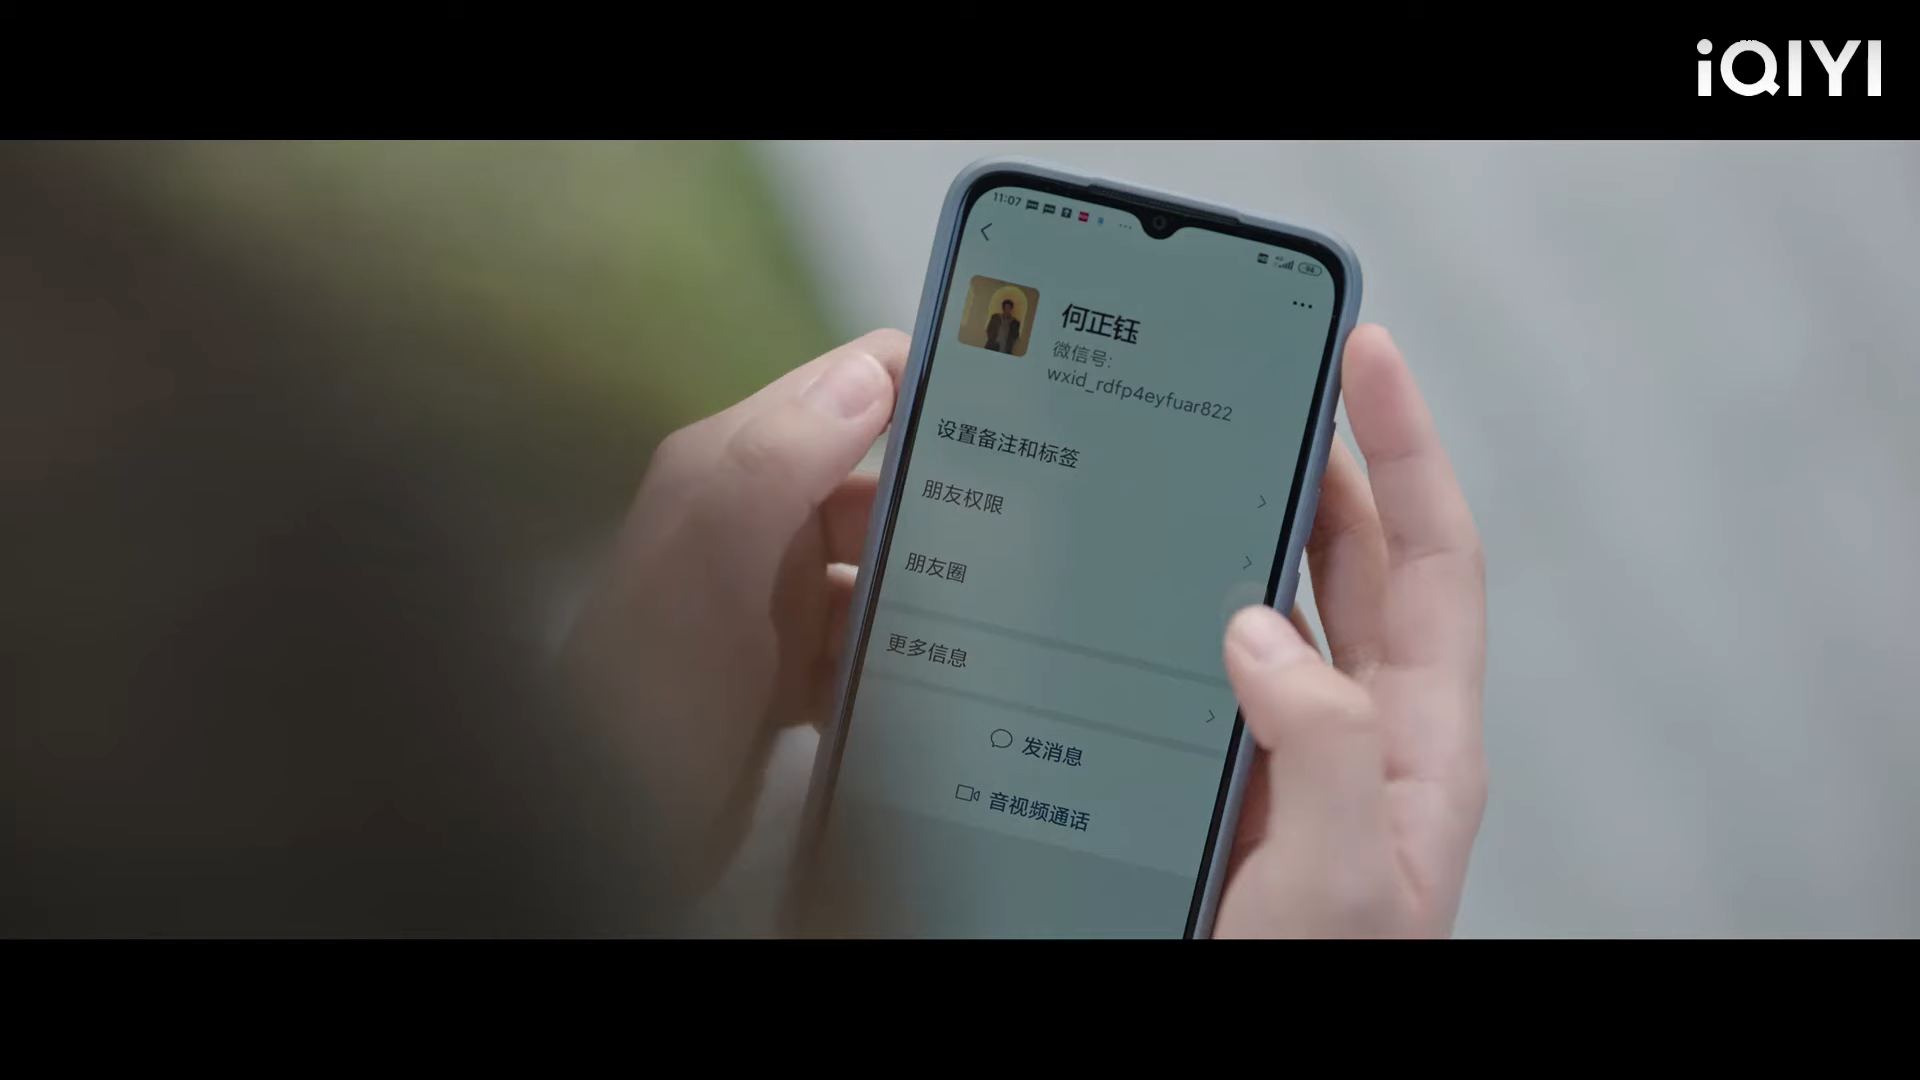 iQIYI
11:07
何正钰
微信号:
wxid_rdfp4eyfuar822
设置备注和标签
朋友权限
朋友圈
更多信息
发消息
音视频通话